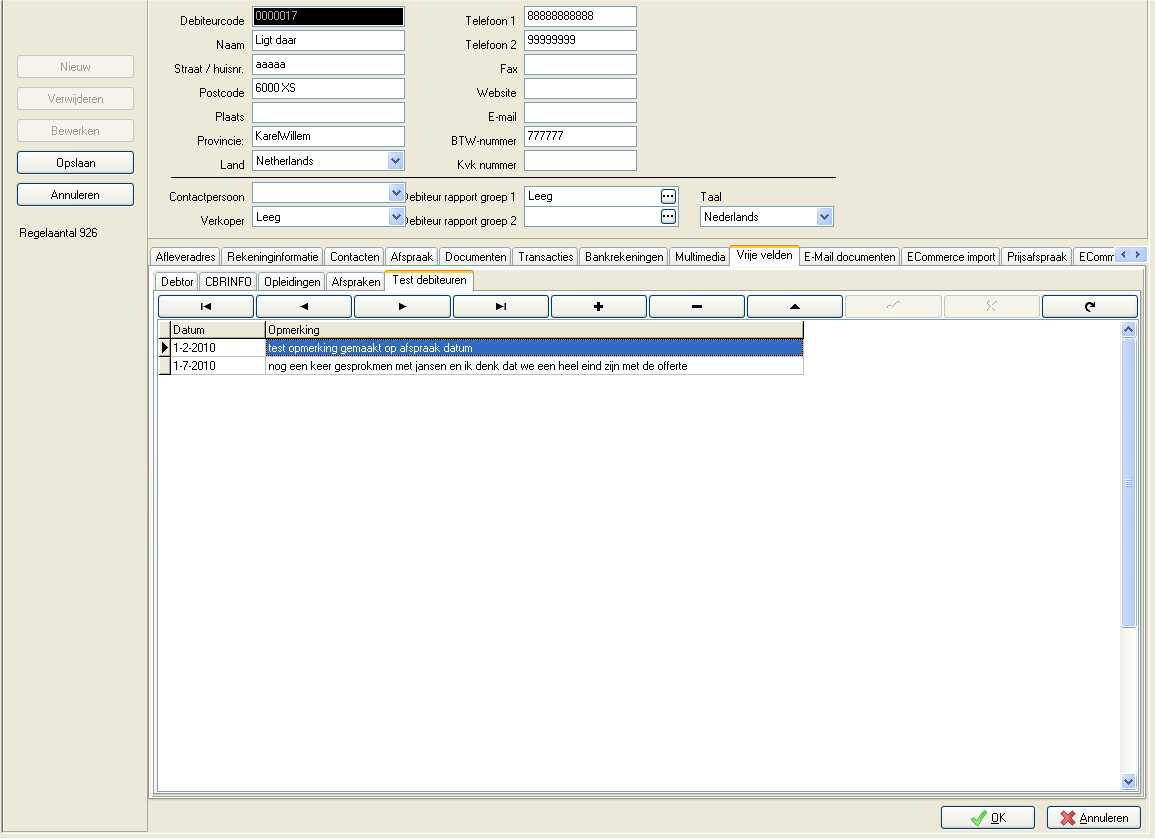 Nieuw
Verwijderen
Bewerken
Opslaan
Annuleren
Regelaantal 926
Debiteurcode 0000017
Naam Ligt daar
Straat / huisnr. aaaaa
Postcode 6000 XS
Plaats
Provincie: KarelWillem
Land Netherlands
Telefoon 1 88888888888
Telefoon 2 99999999
Fax
Website
E-mail
BTW-nummer 777777
Kvk nummer
Contactpersoon
Verkoper Leeg
Debiteur rapport groep 1 Leeg
Debiteur rapport groep 2
Taal
Nederlands
Afleveradres Rekeninginformatie Contacten Afspraak Documenten Transacties Bankrekeningen Multimedia Vrije velden E-Mail documenten ECommerce import Prijsafspraak EComm
Debtor CBRINFO Opleidingen Afspraken Test debiteuren
Datum Opmerking
1-2-2010 test opmerking gemaakt op afspraak datum
1-7-2010 nog een keer gesprokmen met jansen en ik denk dat we een heel eind zijn met de offerte
OK Annuleren